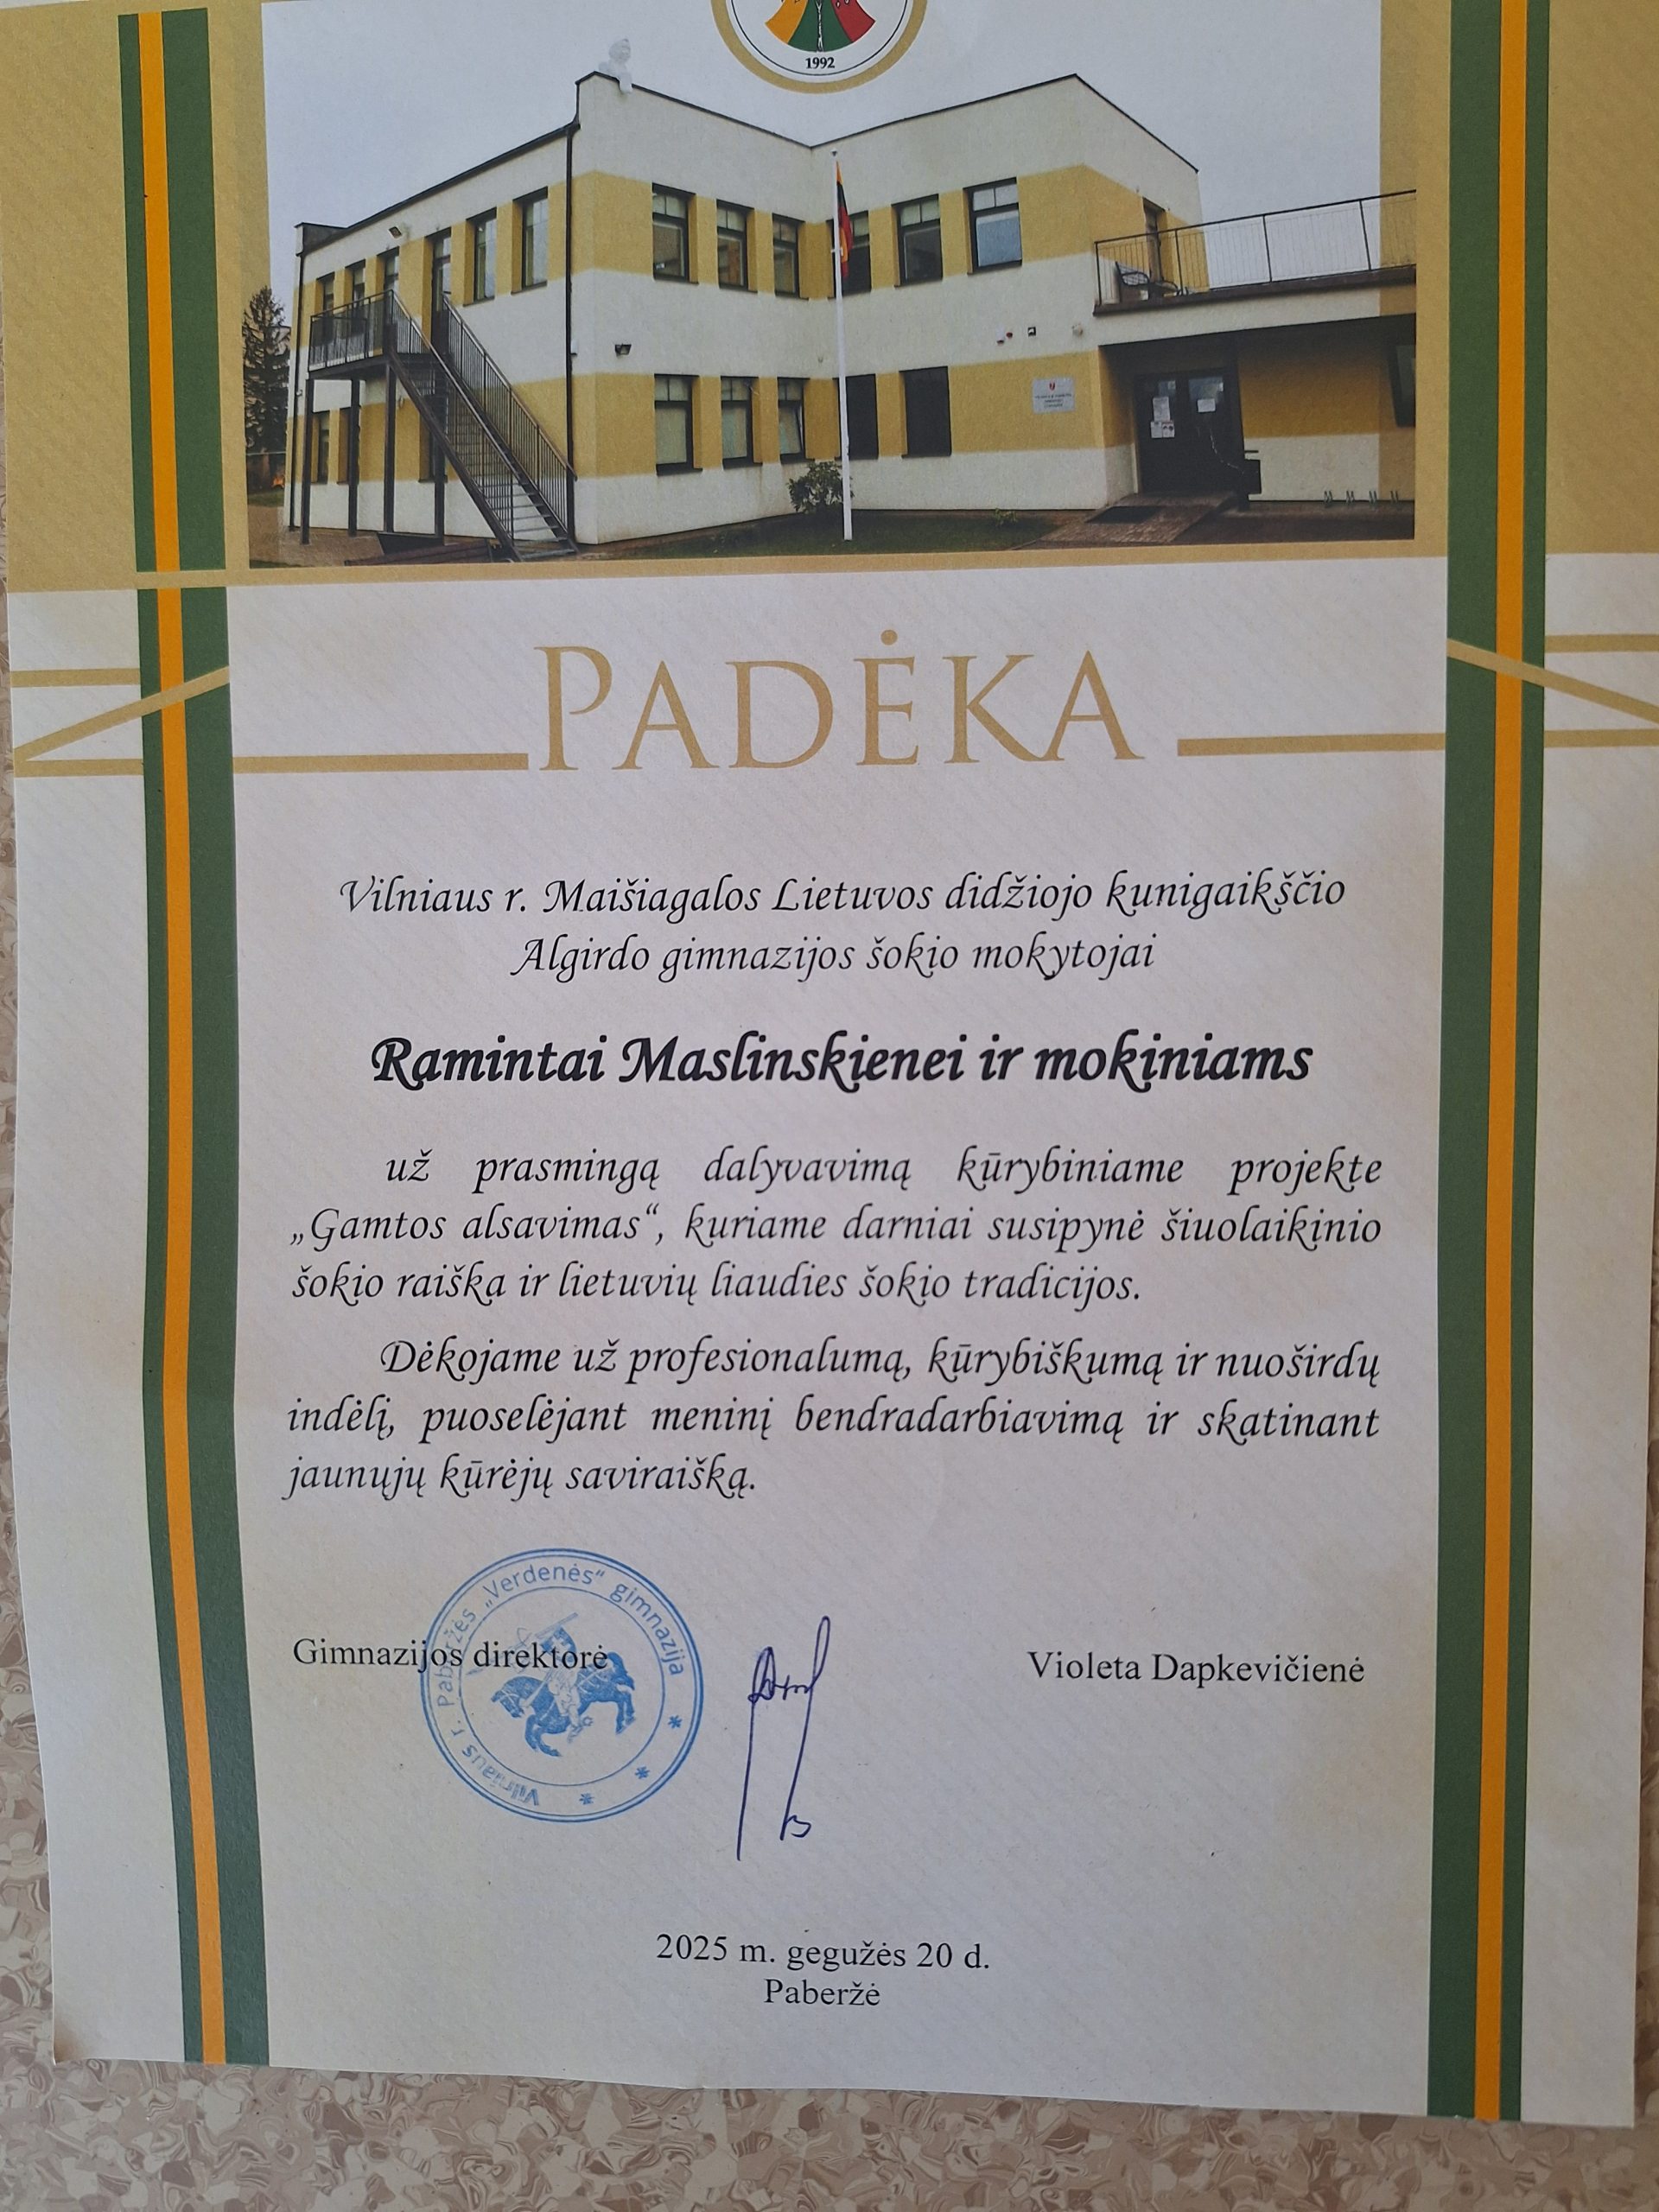 1992
PADĖKA
Vilniaus r. Maišiagalos Lietuvos didžiojo kunigaikščio
Algirdo gimnazijos šokio mokytojai
Ramintai Maslinskienei ir mokiniams
už prasmingą dalyvavimą kūrybiniame projekte
„Gamtos alsavimas“, kuriame darniai susipynė šiuolaikinio
šokio raiška ir lietuvių liaudies šokio tradicijos.
Dėkojame už profesionalumą, kūrybiškumą ir nuoširdų
indėlį, puoselėjant meninį bendradarbiavimą ir skatinant
jaunųjų kūrėjų saviraišką.
Vilniaus r. Paberžės „Verdenės“ gimnazija
Gimnazijos direktorė
Violeta Dapkevičienė
2025 m. gegužės 20 d.
Paberžė